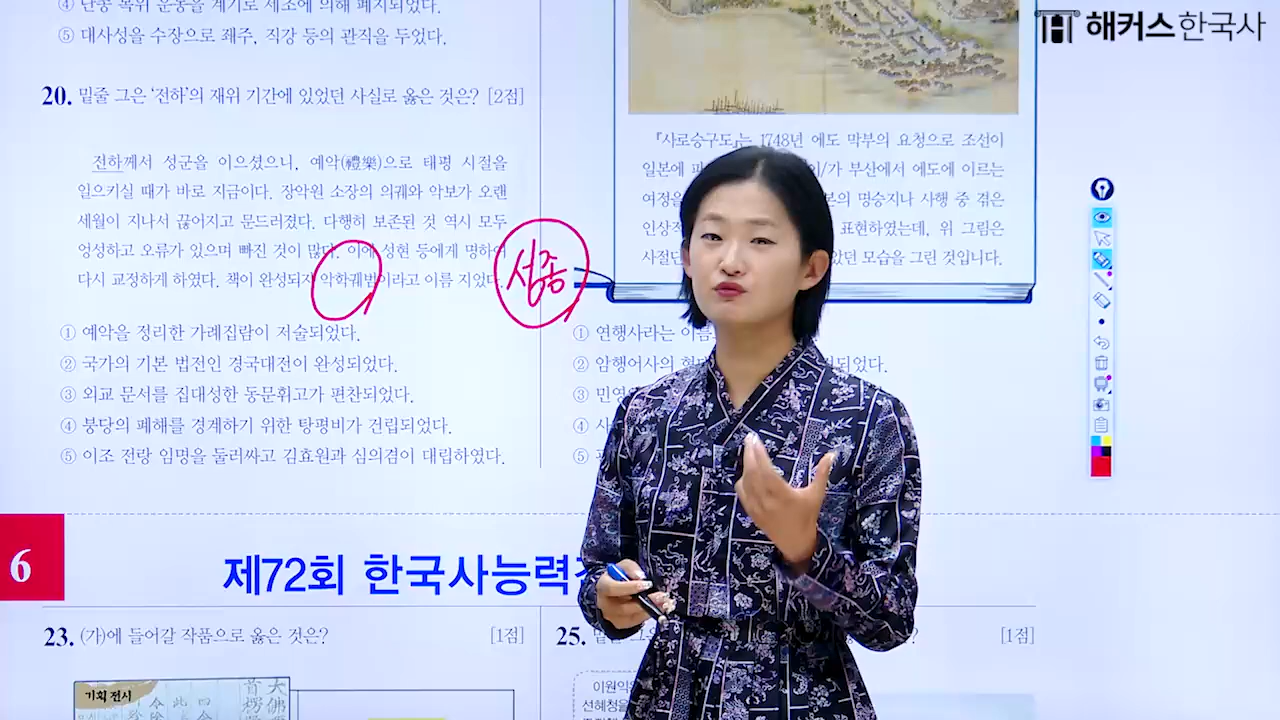 ④ 단종 복위 운동을 계기로 세조에 의해 폐지되었다.
⑤ 대사성을 수장으로 좨주, 직강 등의 관직을 두었다.
20. 밑줄 그은 ‘전하’의 재위 기간에 있었던 사실로 옳은 것은? [2점]
전하께서 성군을 이으셨으니, 예악(禮樂)으로 태평 시절을
일으키실 때가 바로 지금이다. 장악원 소장의 의궤와 악보가 오랜
세월이 지나서 끊어지고 문드러졌다. 다행히 보존된 것 역시 모두
엉성하고 오류가 있으며 빠진 것이 많다. 이에 성현 등에게 명하여
다시 교정하게 하였다. 책이 완성되자 악학궤범이라고 이름 지었다.
성종
① 예악을 정리한 가례집람이 저술되었다.
② 국가의 기본 법전인 경국대전이 완성되었다.
③ 외교 문서를 집대성한 동문휘고가 편찬되었다.
④ 붕당의 폐해를 경계하기 위한 탕평비가 건립되었다.
⑤ 이조 전랑 임명을 둘러싸고 김효원과 심의겸이 대립하였다.
해커스한국사
『사로승구도』는 1748년 에도 막부의 요청으로 조선이
일본에 이/가 부산에서 에도에 이르는
여정을 명승지나 사행 중 겪은
표현하였는데, 위 그림은
모습을 그린 것입니다.
① 연행사라는
② 암행어사의
③
④
⑤
6
제72회 한국사능력
23. (가)에 들어갈 작품으로 옳은 것은? [1점]
기획 전시
25. [1점]
이원익
선혜청을